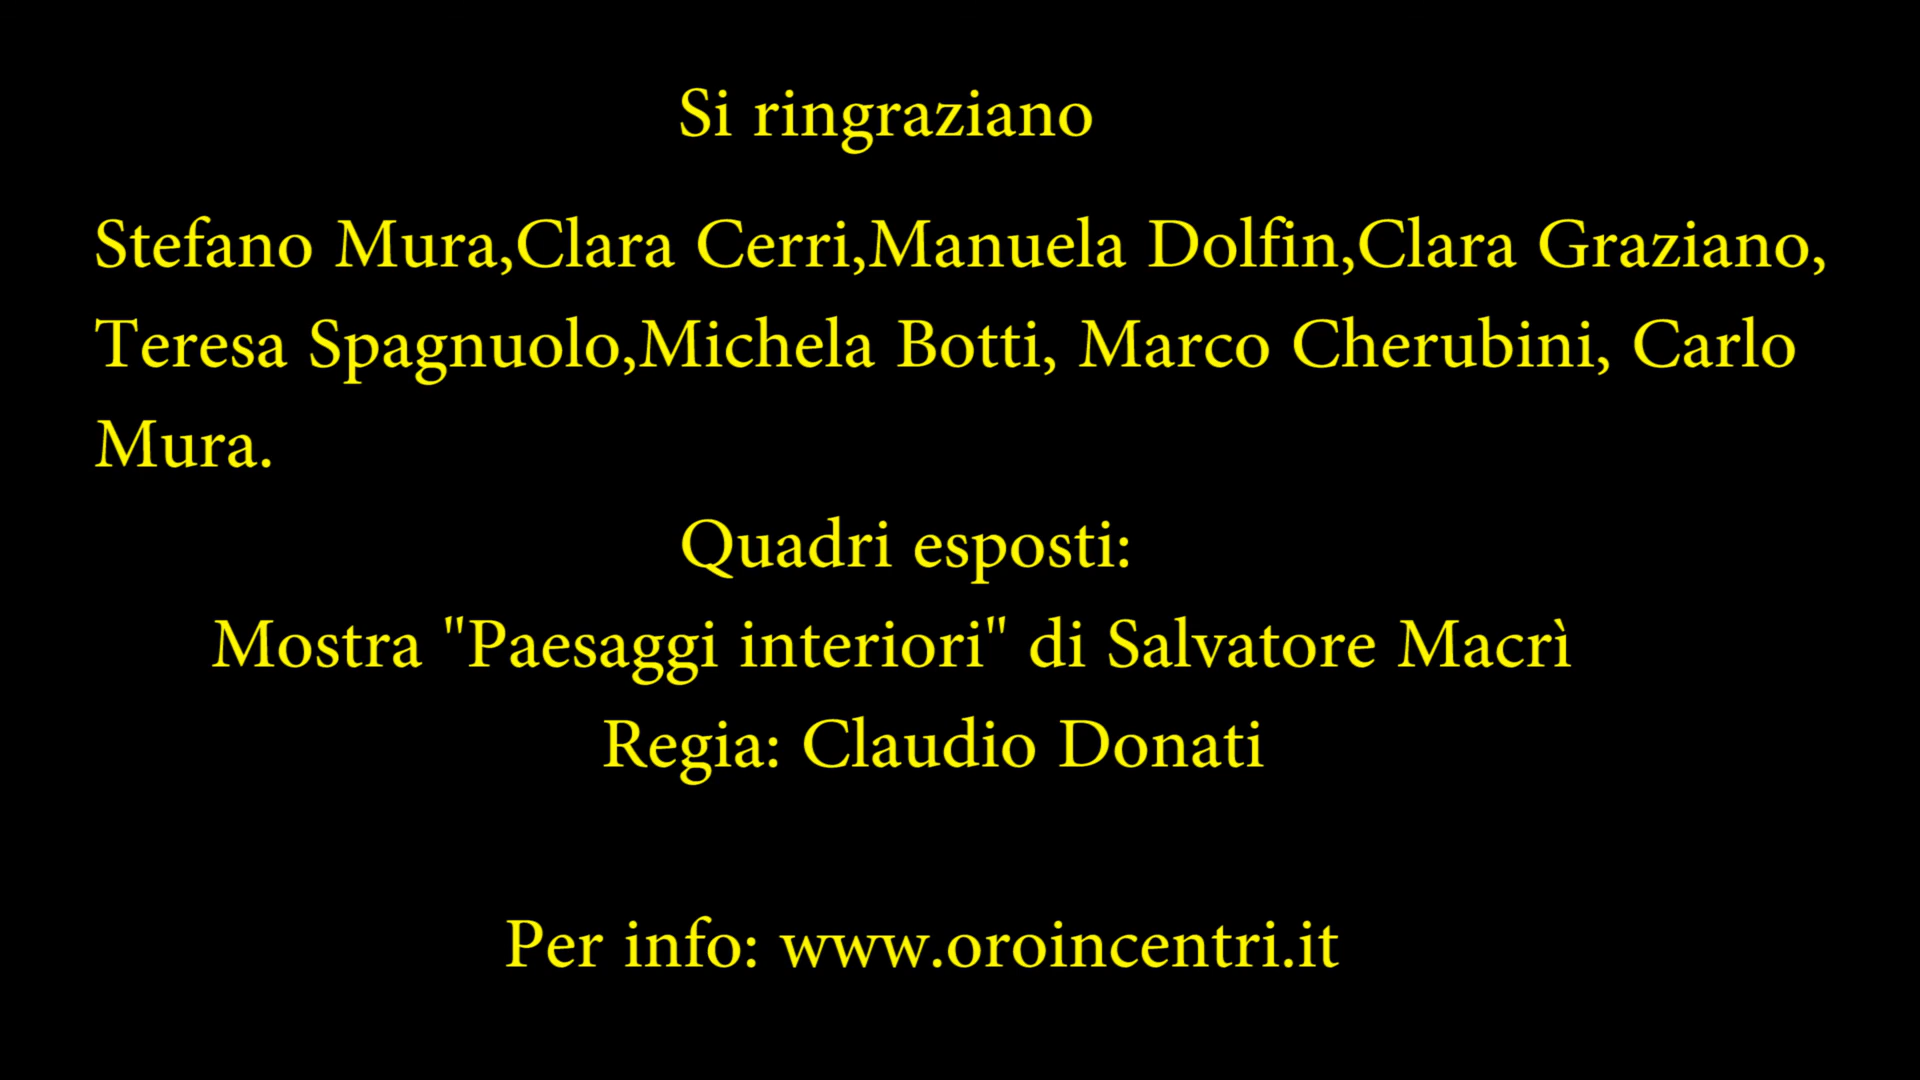 Si ringraziano
Stefano Mura,Clara Cerri,Manuela Dolfin,Clara Graziano,
Teresa Spagnuolo,Michela Botti, Marco Cherubini, Carlo
Mura.
Quadri esposti:
Mostra "Paesaggi interiori" di Salvatore Macrì
Regia: Claudio Donati
Per info: www.oroincentri.it